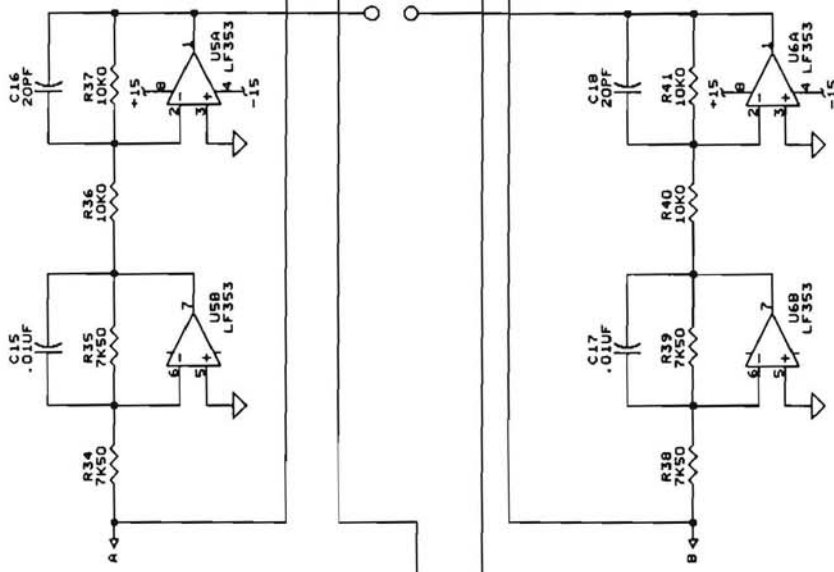 C16
20PF
R37
10K0
+15
8
1
U5A
LF353
4
-15
2
-
3
+
R36
10K0
C15
.01UF
R35
7K50
7
U5B
LF353
6
-
5
+
R34
7K50
A
C18
20PF
R41
10K0
+15
8
1
U6A
LF353
4
-15
2
-
3
+
R40
10K0
C17
.01UF
R39
7K50
7
U6B
LF353
6
-
5
+
R38
7K50
B